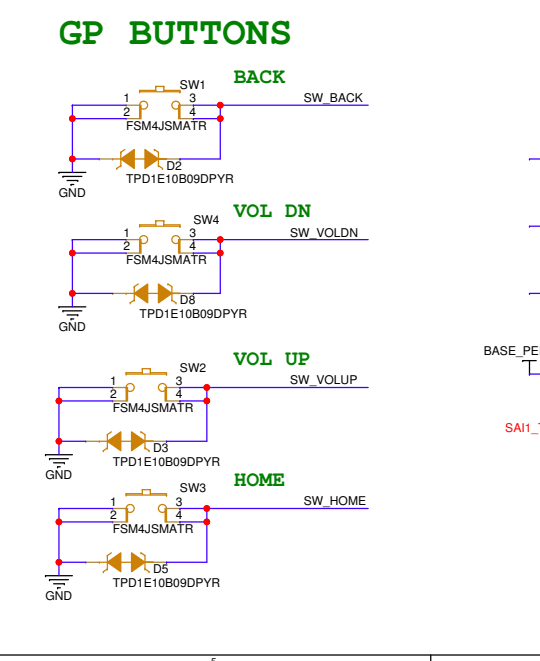 GP BUTTONS
BACK
SW1
1
3
2
4
SW_BACK
FSM4JSMATR
D2
TPD1E10B09DPYR
GND
VOL DN
SW4
1
3
2
4
SW_VOLDN
FSM4JSMATR
D8
TPD1E10B09DPYR
GND
VOL UP
SW2
1
3
2
4
SW_VOLUP
FSM4JSMATR
D3
TPD1E10B09DPYR
GND
HOME
SW3
1
3
2
4
SW_HOME
FSM4JSMATR
D5
TPD1E10B09DPYR
GND